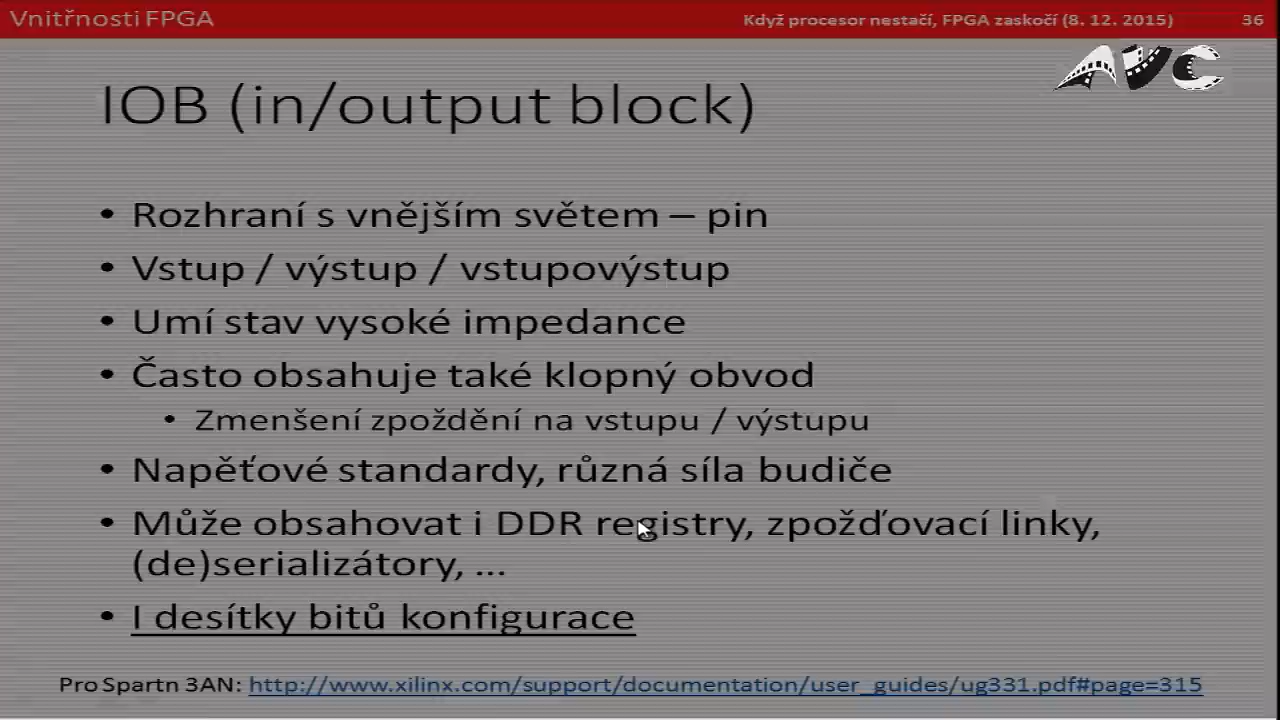 Vnitřnosti FPGA
Když procesor nestačí, FPGA zaskočí (8. 12. 2015)
36
AVC
IOB (in/output block)
• Rozhraní s vnějším světem – pin
• Vstup / výstup / vstupovýstup
• Umí stav vysoké impedance
• Často obsahuje také klopný obvod
• Zmenšení zpoždění na vstupu / výstupu
• Napěťové standardy, různá síla budiče
• Může obsahovat i DDR registry, zpožďovací linky,
(de)serializátory, ...
• I desítky bitů konfigurace
Pro Spartn 3AN: http://www.xilinx.com/support/documentation/user_guides/ug331.pdf#page=315